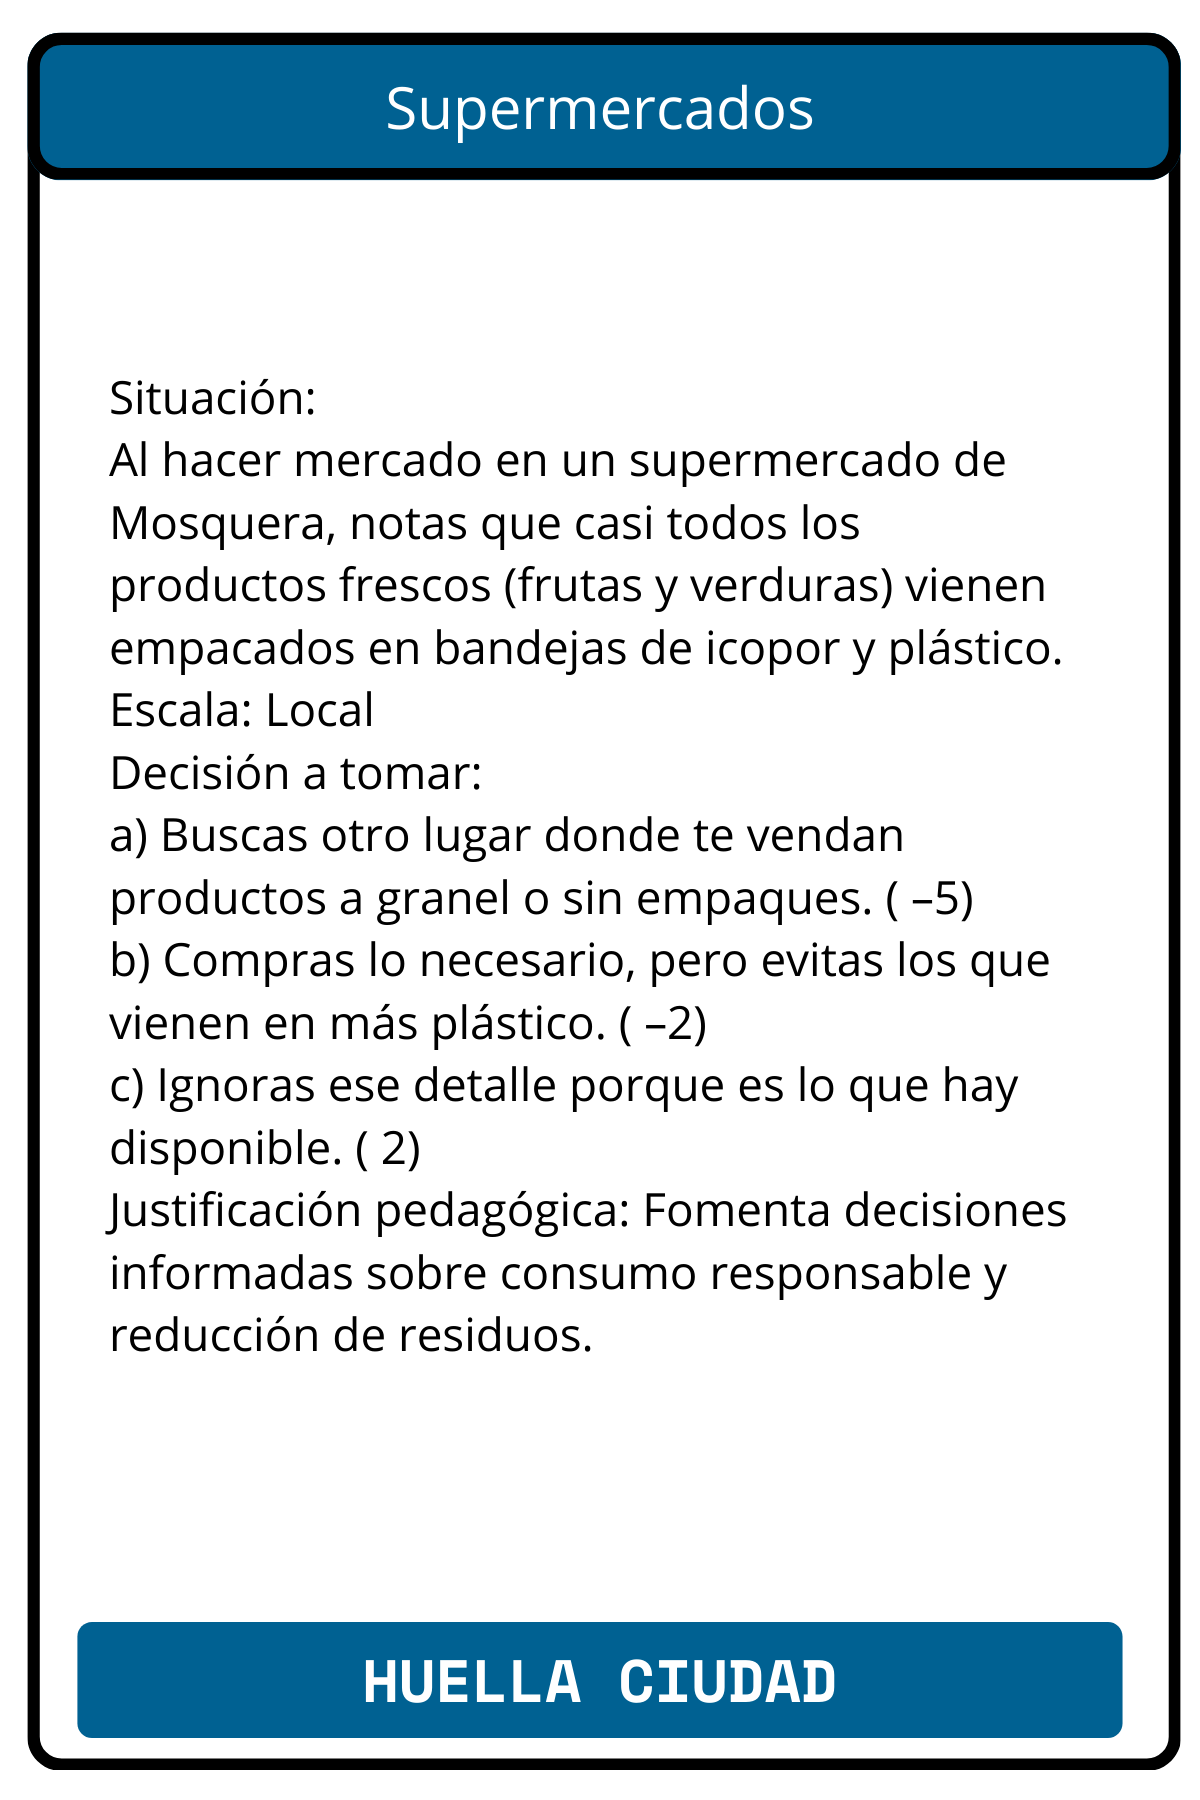 Supermercados
Situación:
Al hacer mercado en un supermercado de
Mosquera, notas que casi todos los
productos frescos (frutas y verduras) vienen
empacados en bandejas de icopor y plástico.
Escala: Local
Decisión a tomar:
a) Buscas otro lugar donde te vendan
productos a granel o sin empaques. ( –5)
b) Compras lo necesario, pero evitas los que
vienen en más plástico. ( –2)
c) Ignoras ese detalle porque es lo que hay
disponible. ( 2)
Justificación pedagógica: Fomenta decisiones
informadas sobre consumo responsable y
reducción de residuos.
HUELLA CIUDAD